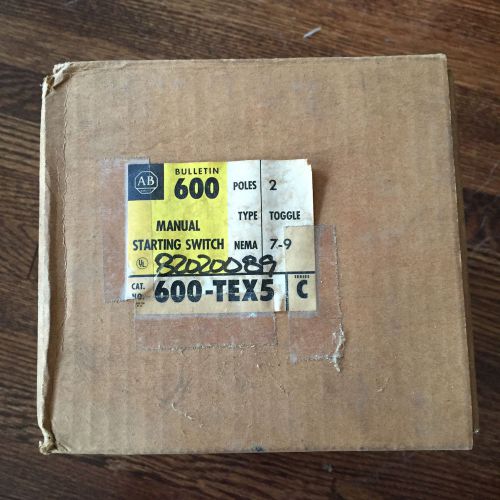 AB
BULLETIN
600
POLES 2
TYPE TOGGLE
MANUAL
STARTING SWITCH
NEMA 7-9
UL
82020089
CAT.
NO.
600-TEX5
SERIES
C